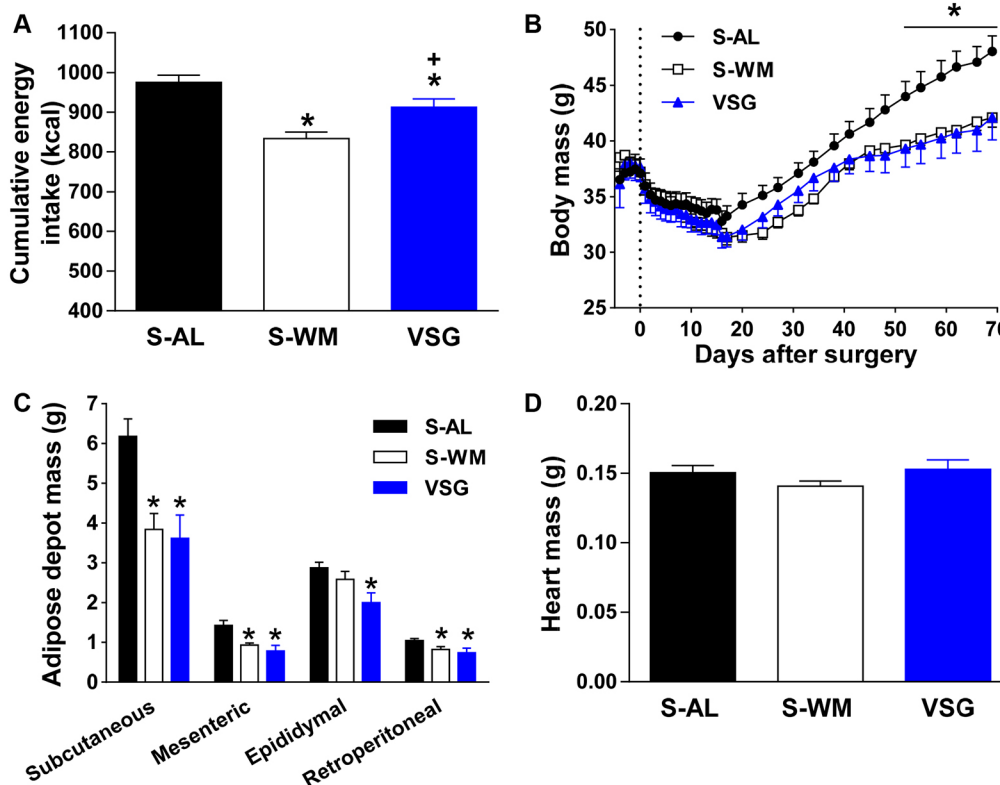 A
Cumulative energy
intake (kcal)
1100
1000
900
800
700
600
500
400
*
+
*
S-AL
S-WM
VSG
B
Body mass (g)
50
45
40
35
30
25
S-AL
S-WM
VSG
*
0
10
20
30
40
50
60
70
Days after surgery
C
Adipose depot mass (g)
7
6
5
4
3
2
1
0
S-AL
S-WM
VSG
* *
* *
*
* *
Subcutaneous
Mesenteric
Epididymal
Retroperitoneal
D
Heart mass (g)
0.20
0.15
0.10
0.05
0.00
S-AL
S-WM
VSG